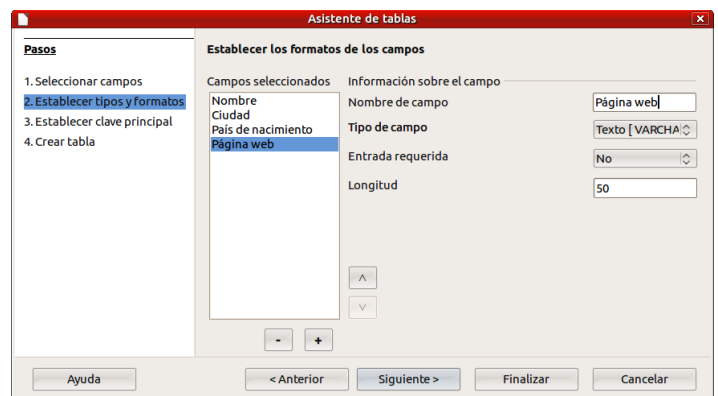 Asistente de tablas
Pasos
1. Seleccionar campos
2. Establecer tipos y formatos
3. Establecer clave principal
4. Crear tabla
Establecer los formatos de los campos
Campos seleccionados
Nombre
Ciudad
País de nacimiento
Página web
Información sobre el campo
Nombre de campo
Página web
Tipo de campo
Texto [ VARCHA
Entrada requerida
No
Longitud
50
-
+
Ayuda
< Anterior
Siguiente >
Finalizar
Cancelar